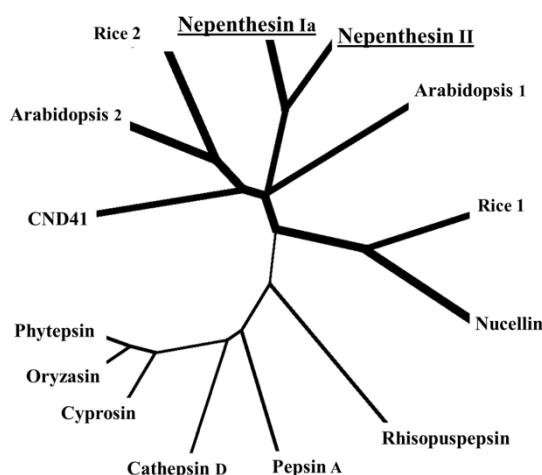 Nepenthesin Ia
Rice 2
Nepenthesin II
Arabidopsis 1
Arabidopsis 2
Rice 1
CND41
Nucellin
Phytepsin
Oryzasin
Cyprosin
Rhisopuspepsin
Cathepsin D
Pepsin A